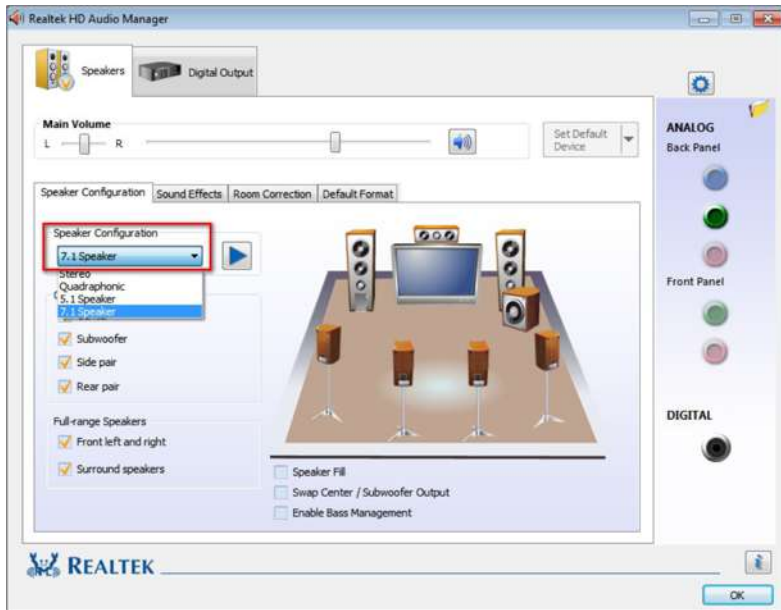 Realtek HD Audio Manager
Speakers
Digital Output
Main Volume
L R
Set Default
Device
ANALOG
Back Panel
Speaker Configuration Sound Effects Room Correction Default Format
Speaker Configuration
7.1 Speaker
Stereo
Quadraphonic
5.1 Speaker
7.1 Speaker
Subwoofer
Side pair
Rear pair
Full-range Speakers
Front left and right
Surround speakers
Speaker Fill
Swap Center / Subwoofer Output
Enable Bass Management
Front Panel
DIGITAL
REALTEK
OK